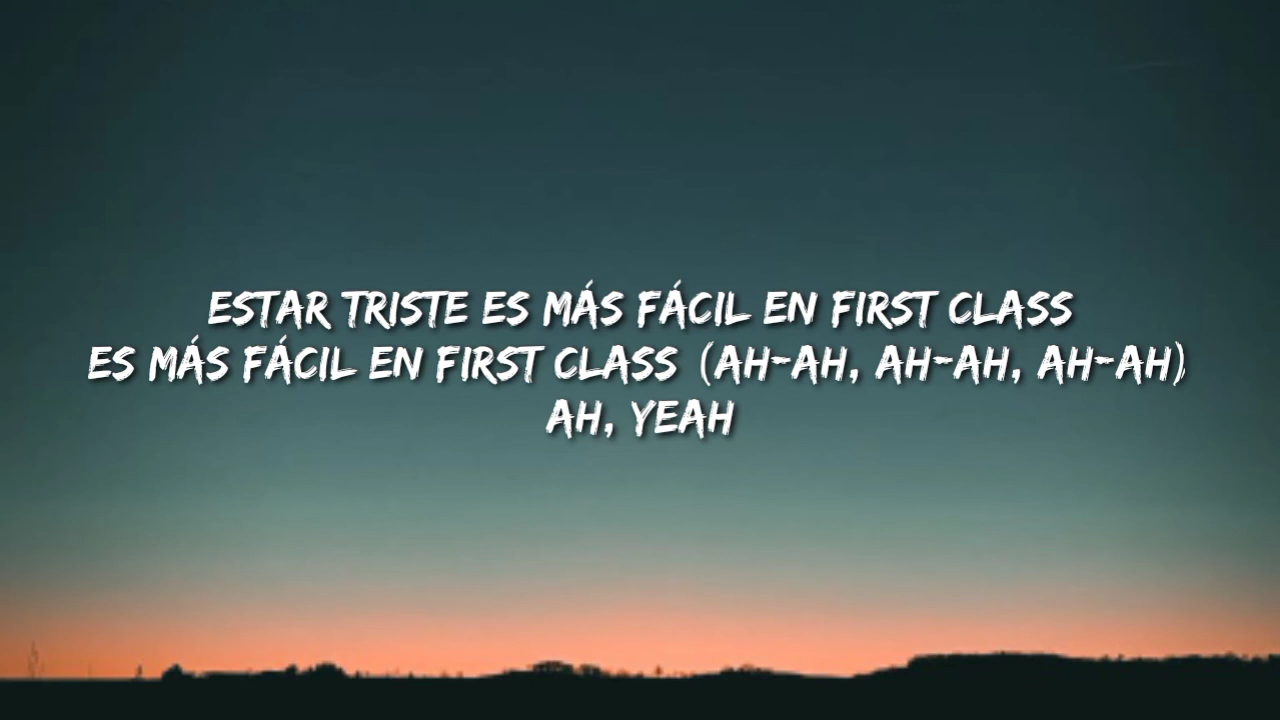 ESTAR TRISTE ES MÁS FÁCIL EN FIRST CLASS
ES MÁS FÁCIL EN FIRST CLASS (AH-AH, AH-AH, AH-AH)
AH, YEAH